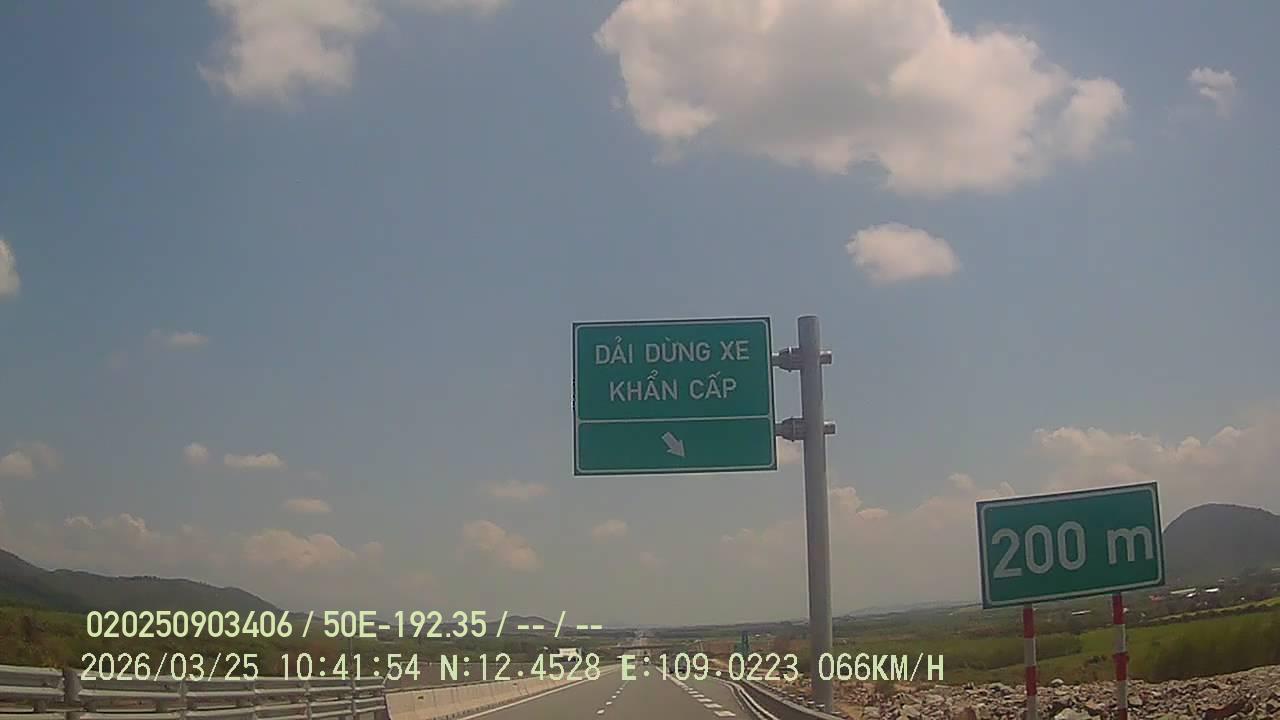 DẢI DỪNG XE
KHẨN CẤP
200 m
020250903406 / 50E-192.35 / -- / --
2026/03/25 10:41:54 N:12.4528 E:109.0223 066KM/H